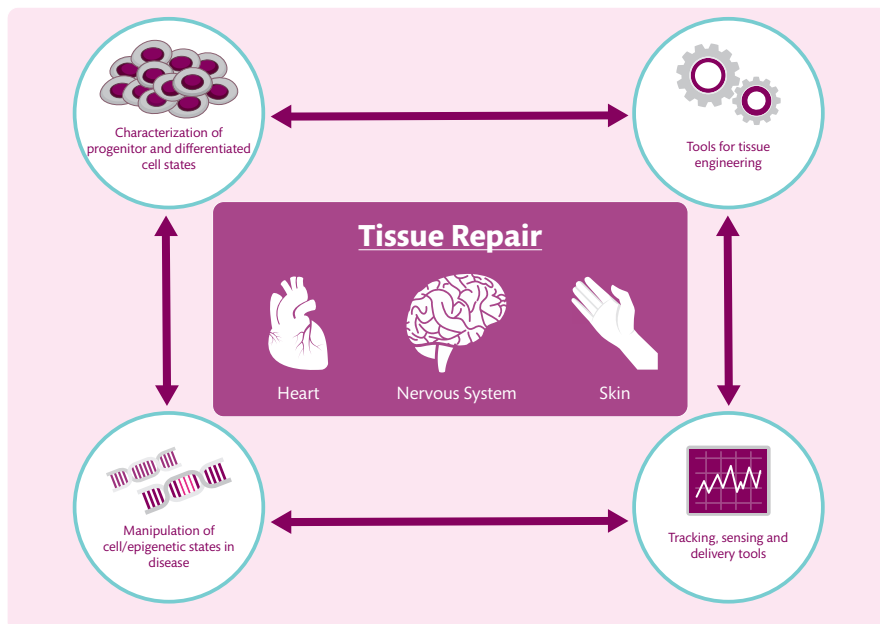 Characterization of
progenitor and differentiated
cell states
Tools for tissue
engineering
Tissue Repair
Heart
Nervous System
Skin
Manipulation of
cell/epigenetic states in
disease
Tracking, sensing and
delivery tools